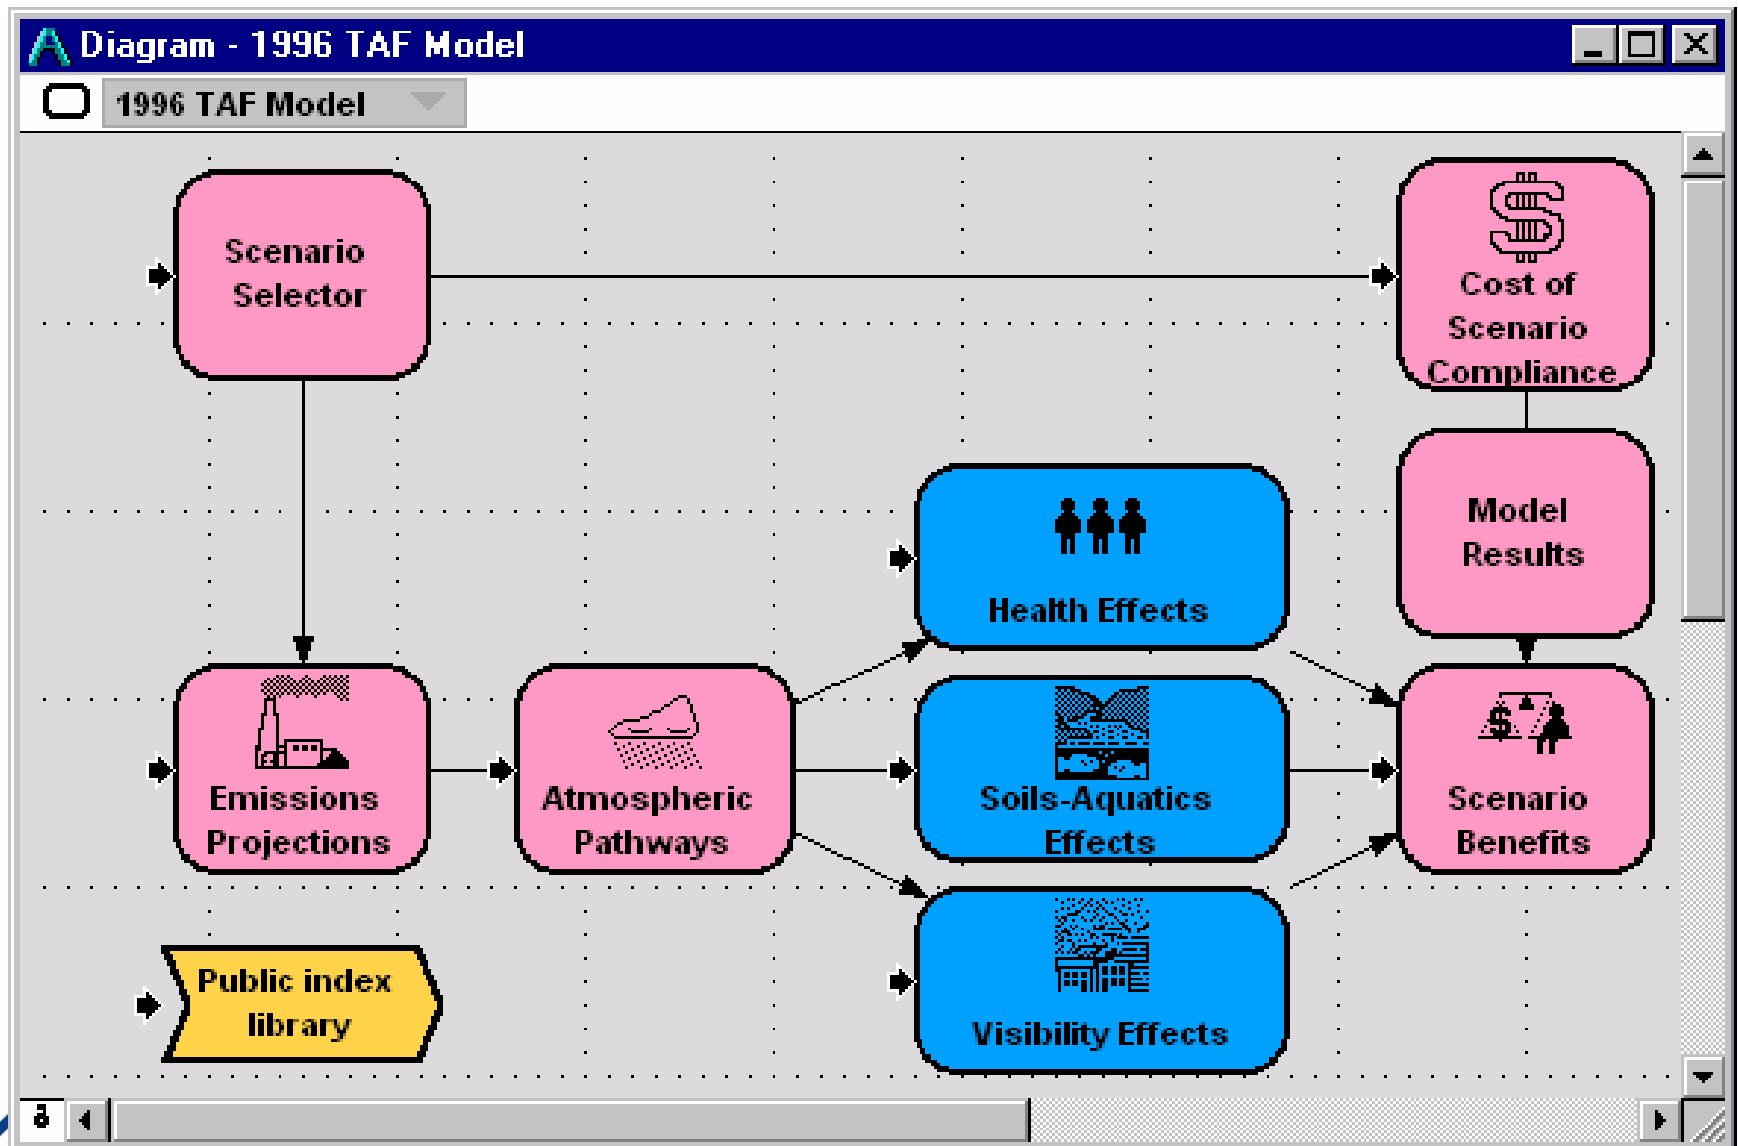 Diagram - 1996 TAF Model
1996 TAF Model
Scenario
Selector
Cost of
Scenario
Compliance
Model
Results
Health Effects
Emissions
Projections
Atmospheric
Pathways
Soils-Aquatics
Effects
Scenario
Benefits
Public index
library
Visibility Effects